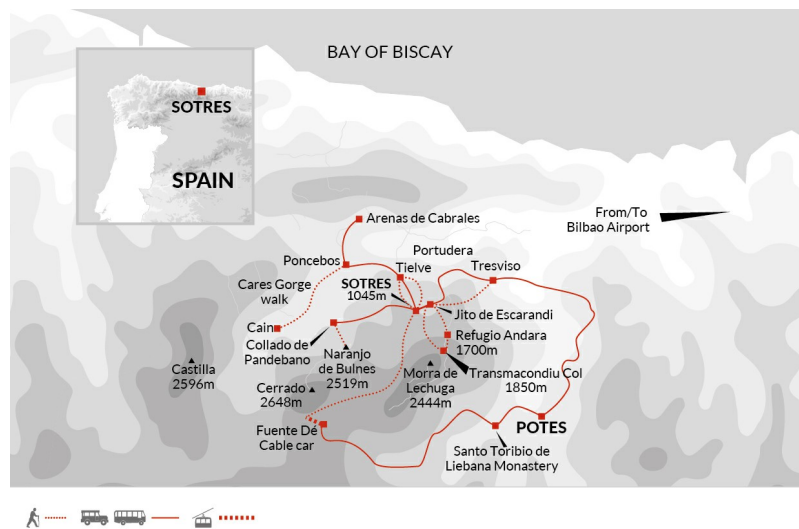 BAY OF BISCAY
SOTRES
SPAIN
From/To
Bilbao Airport
Arenas de Cabrales
Portudera
Poncebos
Tielve
Tresviso
Cares Gorge
walk
SOTRES
1045m
Jito de Escarandi
Cain
Collado de
Pandebano
Refugio Andara
1700m
Naranjo
de Bulnes
2519m
Castilla
2596m
Morra de
Lechuga
2444m
Transmacondiu Col
1850m
Cerrado
2648m
Fuente Dé
Cable car
POTES
Santo Toribio de
Liebana Monastery